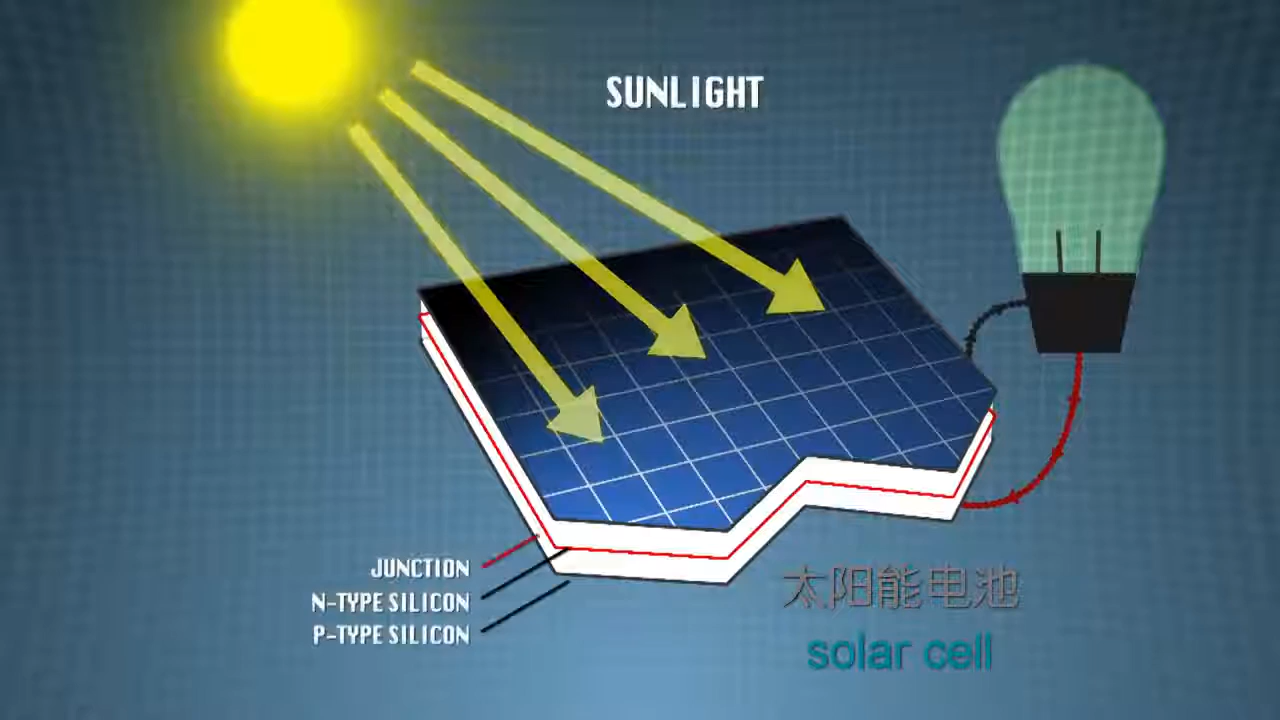 SUNLIGHT
JUNCTION
N-TYPE SILICON
P-TYPE SILICON
太阳能电池
solar cell